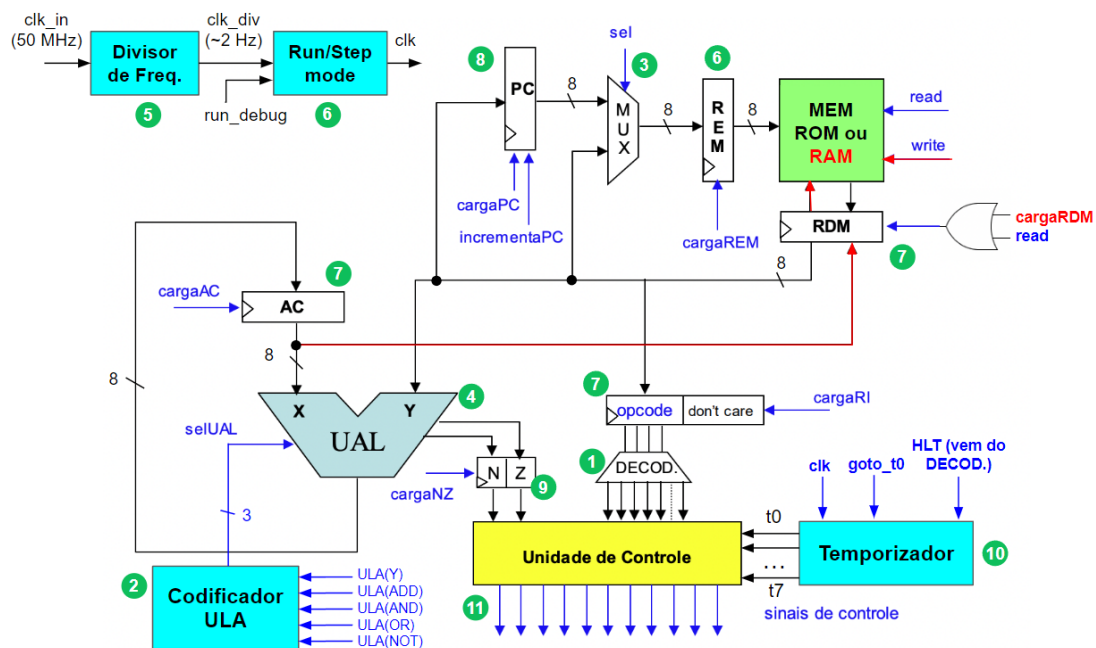 clk_in
(50 MHz)
clk_div
(~2 Hz)
clk
Divisor
de Freq.
Run/Step
mode
5
6
run_debug
sel
8
3
6
PC
8
M
U
X
8
R
E
M
8
MEM
ROM ou
RAM
read
write
cargaPC
incrementaPC
cargaREM
RDM
cargaRDM
read
7
8
7
cargaAC
AC
8
8
X
Y
4
UAL
selUAL
3
cargaNZ
N
Z
9
7
opcode
don't care
cargaRI
1
DECOD.
clk
goto_t0
HLT (vem do
DECOD.)
Unidade de Controle
t0
...
t7
Temporizador
10
11
sinais de controle
2
Codificador
ULA
ULA(Y)
ULA(ADD)
ULA(AND)
ULA(OR)
ULA(NOT)